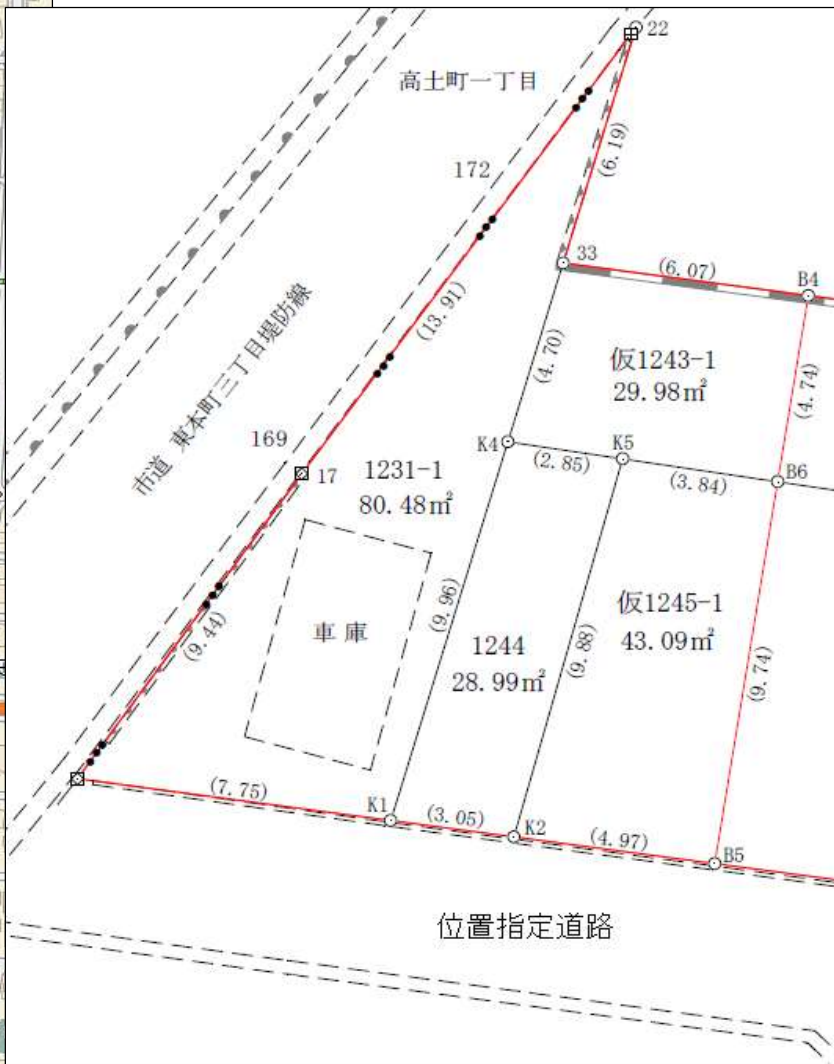 22
高土町一丁目
(6.19)
172
33
(6.07)
B4
(13.91)
(4.70)
仮1243-1
29.98㎡
(4.74)
市道 東本町三丁目堤防線
169
17
1231-1
80.48㎡
K4
(2.85)
K5
(3.84)
B6
(9.44)
車庫
(9.96)
1244
28.99㎡
(9.88)
仮1245-1
43.09㎡
(9.74)
(7.75)
K1
(3.05)
K2
(4.97)
B5
位置指定道路